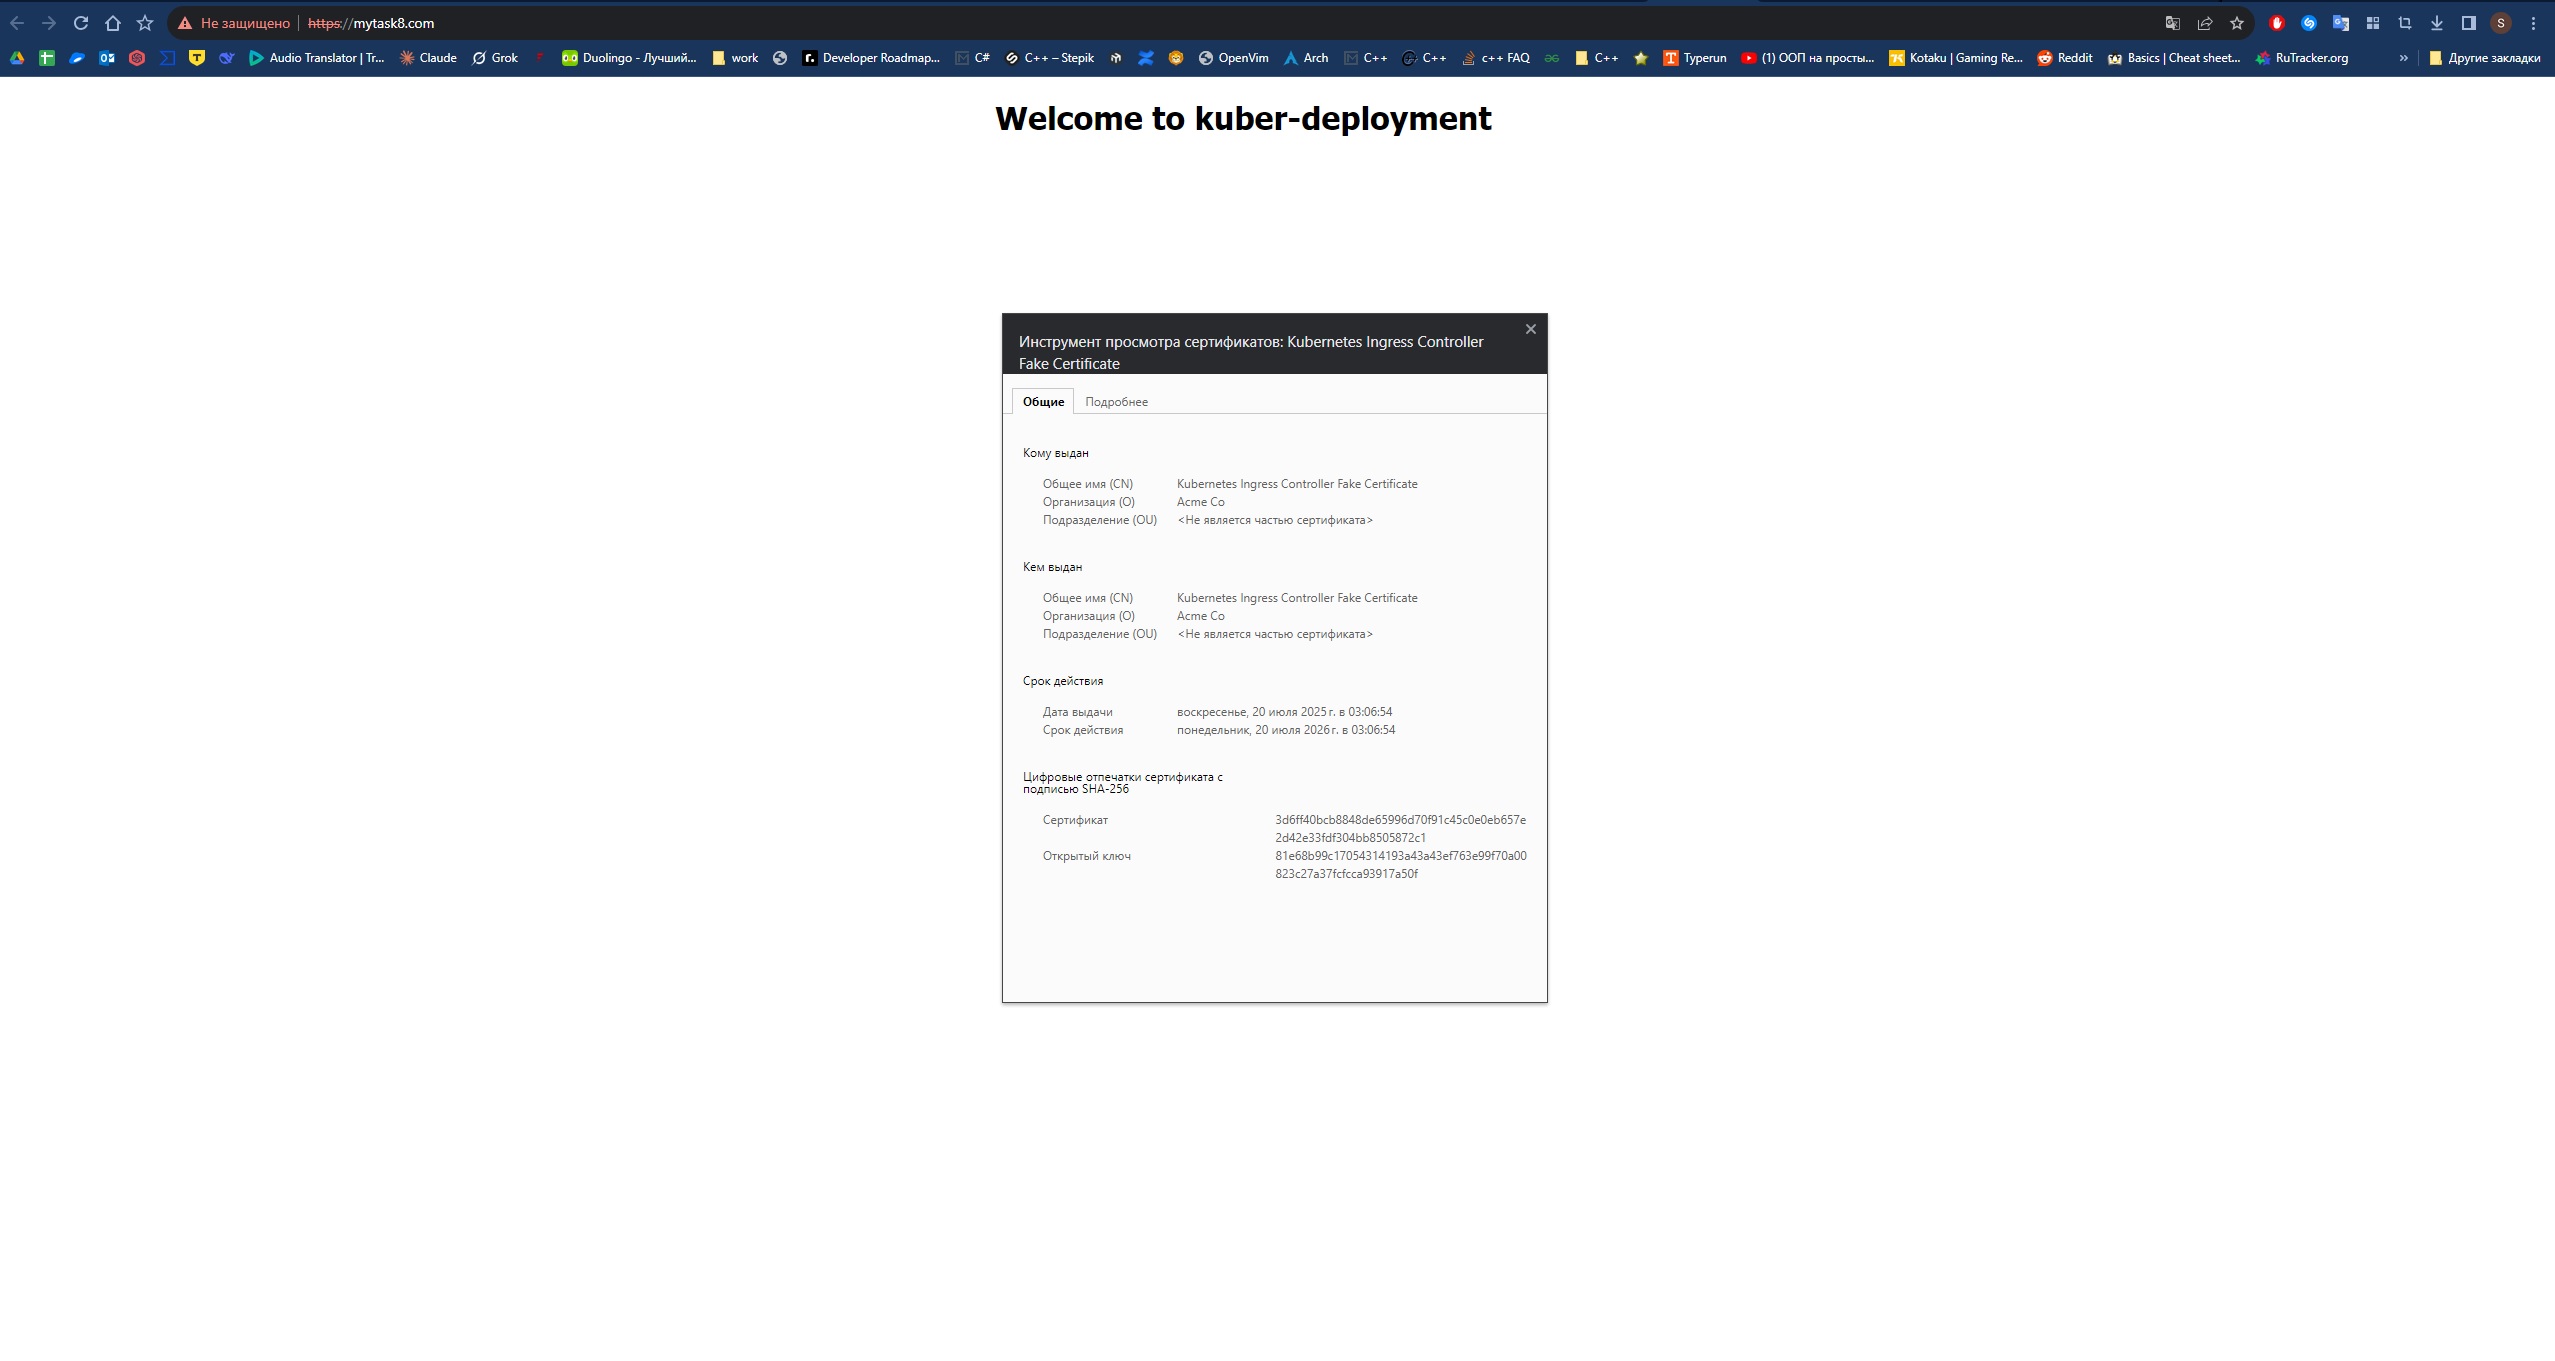 Не защищено | https://mytask8.com
S
Audio Translator | Tr...
Claude
Grok
Duolingo - Лучший...
work
Developer Roadmap...
C#
C++ – Stepik
OpenVim
Arch
C++
C++
c++ FAQ
C++
Typerun
(1) ООП на просты...
Kotaku | Gaming Re...
Reddit
Basics | Cheat sheet...
RuTracker.org
»
Другие закладки
Welcome to kuber-deployment
Инструмент просмотра сертификатов: Kubernetes Ingress Controller
Fake Certificate
Общие
Подробнее
Кому выдан
Общее имя (CN) Kubernetes Ingress Controller Fake Certificate
Организация (O) Acme Co
Подразделение (OU) <Не является частью сертификата>
Кем выдан
Общее имя (CN) Kubernetes Ingress Controller Fake Certificate
Организация (O) Acme Co
Подразделение (OU) <Не является частью сертификата>
Срок действия
Дата выдачи воскресенье, 20 июля 2025 г. в 03:06:54
Срок действия понедельник, 20 июля 2026 г. в 03:06:54
Цифровые отпечатки сертификата с
подписью SHA-256
Сертификат 3d6ff40bcb8848de65996d70f91c45c0e0eb657e
2d42e33fdf304bb8505872c1
Открытый ключ 81e68b99c17054314193a43a43ef763e99f70a00
823c27a37fcfcca93917a50f